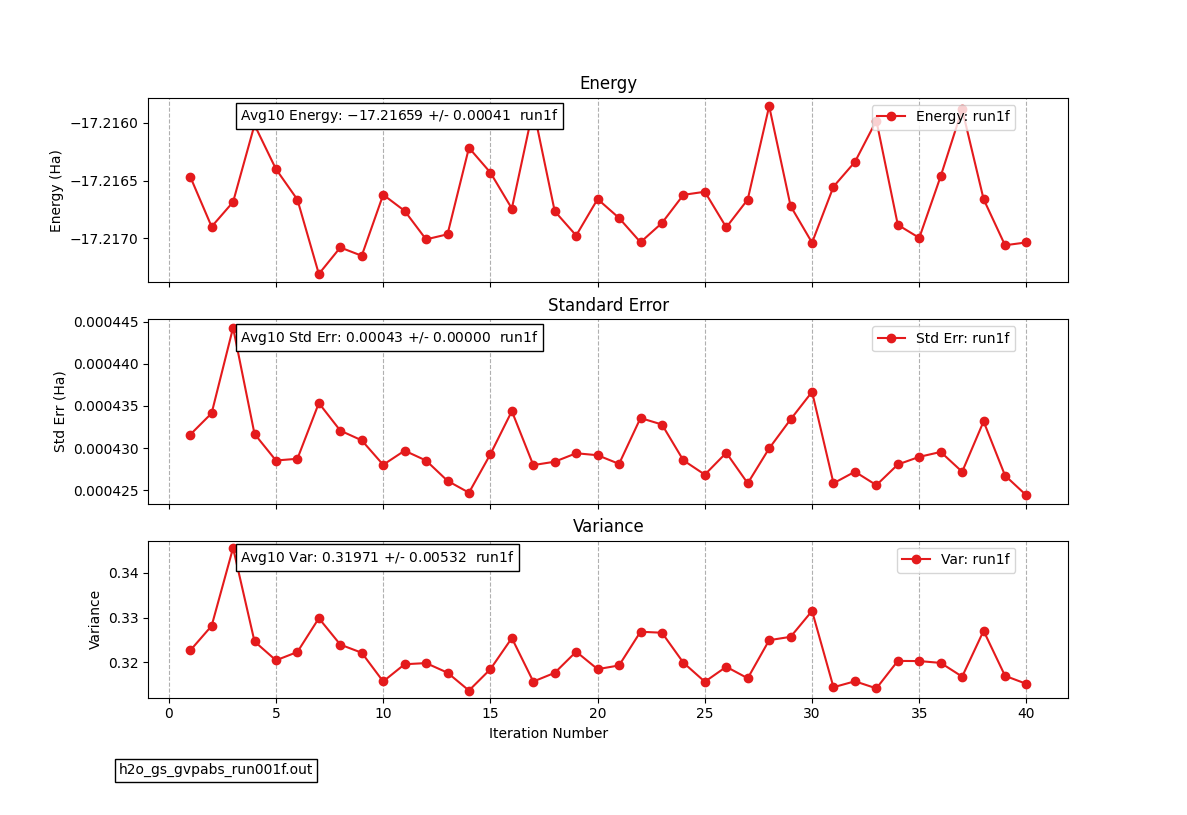 Energy
Avg10 Energy: −17.21659 +/- 0.00041 run1f
Energy: run1f
−17.2160
−17.2165
−17.2170
Energy (Ha)
Standard Error
Avg10 Std Err: 0.00043 +/- 0.00000 run1f
Std Err: run1f
0.000445
0.000440
0.000435
0.000430
0.000425
Std Err (Ha)
Variance
Avg10 Var: 0.31971 +/- 0.00532 run1f
Var: run1f
0.34
0.33
0.32
Variance
0 5 10 15 20 25 30 35 40
Iteration Number
h2o_gs_gvpabs_run001f.out